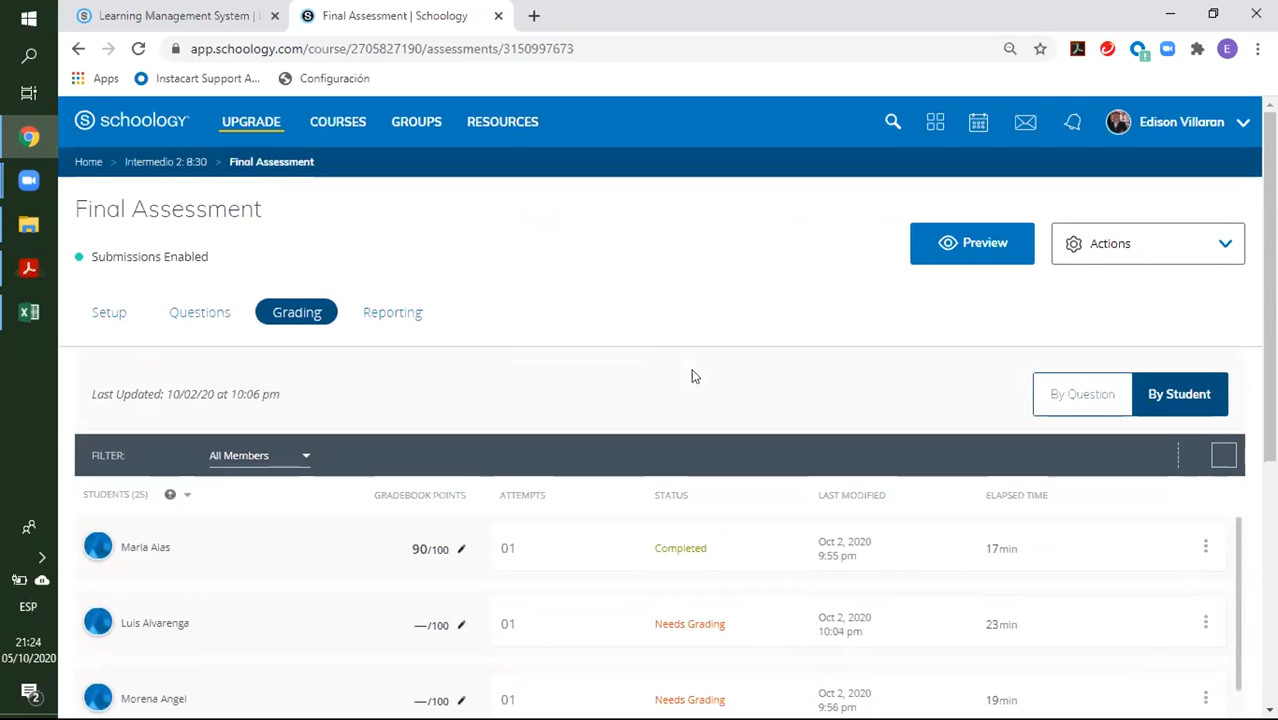 Learning Management System | L
Final Assessment | Schoology
app.schoology.com/course/2705827190/assessments/3150997673
Apps
Instacart Support A...
Configuración
E
schoology
UPGRADE
COURSES
GROUPS
RESOURCES
Edison Villaran
Home > Intermedio 2: 8:30 > Final Assessment
Final Assessment
Submissions Enabled
Preview
Actions
Setup
Questions
Grading
Reporting
Last Updated: 10/02/20 at 10:06 pm
By Question
By Student
FILTER:
All Members
STUDENTS (25)
GRADEBOOK POINTS
ATTEMPTS
STATUS
LAST MODIFIED
ELAPSED TIME
María Alas
90/100
01
Completed
Oct 2, 2020
9:55 pm
17min
Luis Alvarenga
—/100
01
Needs Grading
Oct 2, 2020
10:04 pm
23min
Morena Angel
—/100
01
Needs Grading
Oct 2, 2020
9:56 pm
19min
ESP
21:24
05/10/2020
2